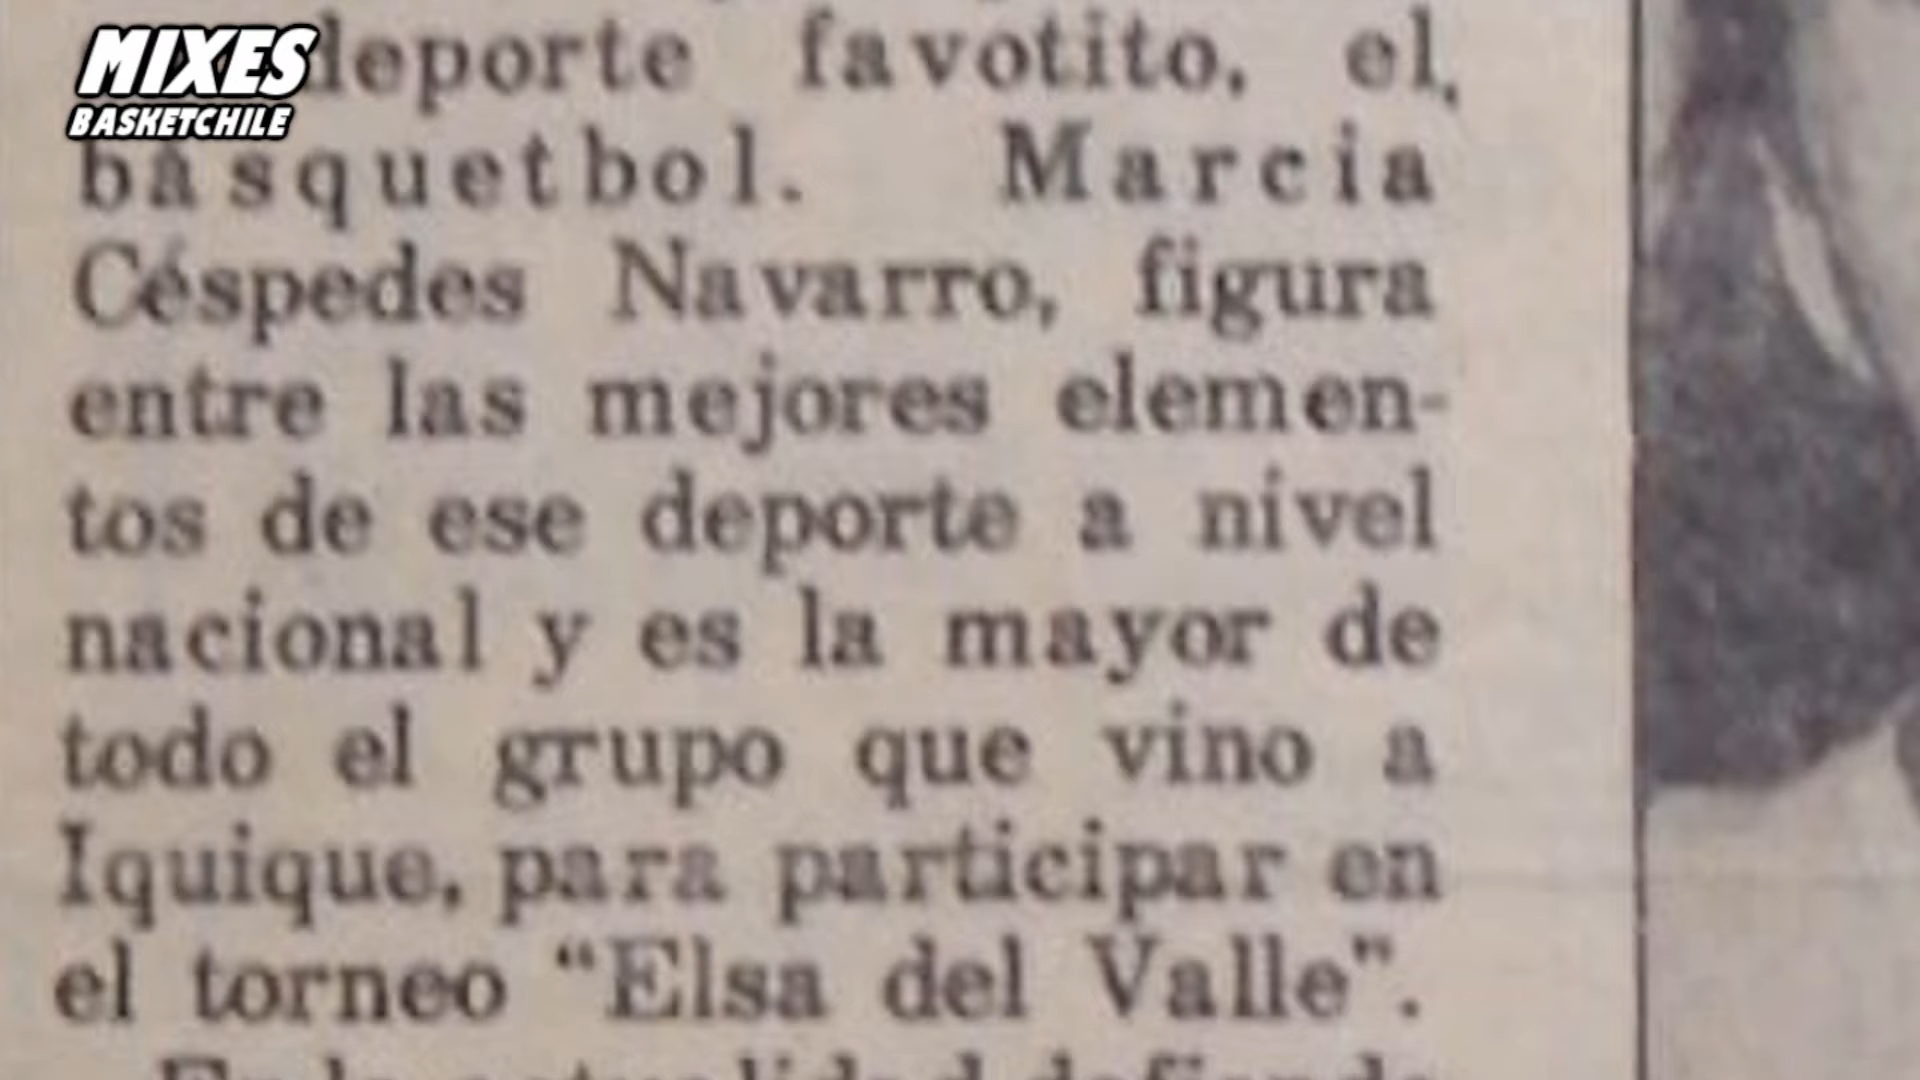 MIXES
BASKETCHILE
deporte favotito, el,
básquetbol. Marcia
Céspedes Navarro, figura
entre las mejores elemen-
tos de ese deporte a nivel
nacional y es la mayor de
todo el grupo que vino a
Iquique, para participar en
el torneo "Elsa del Valle".